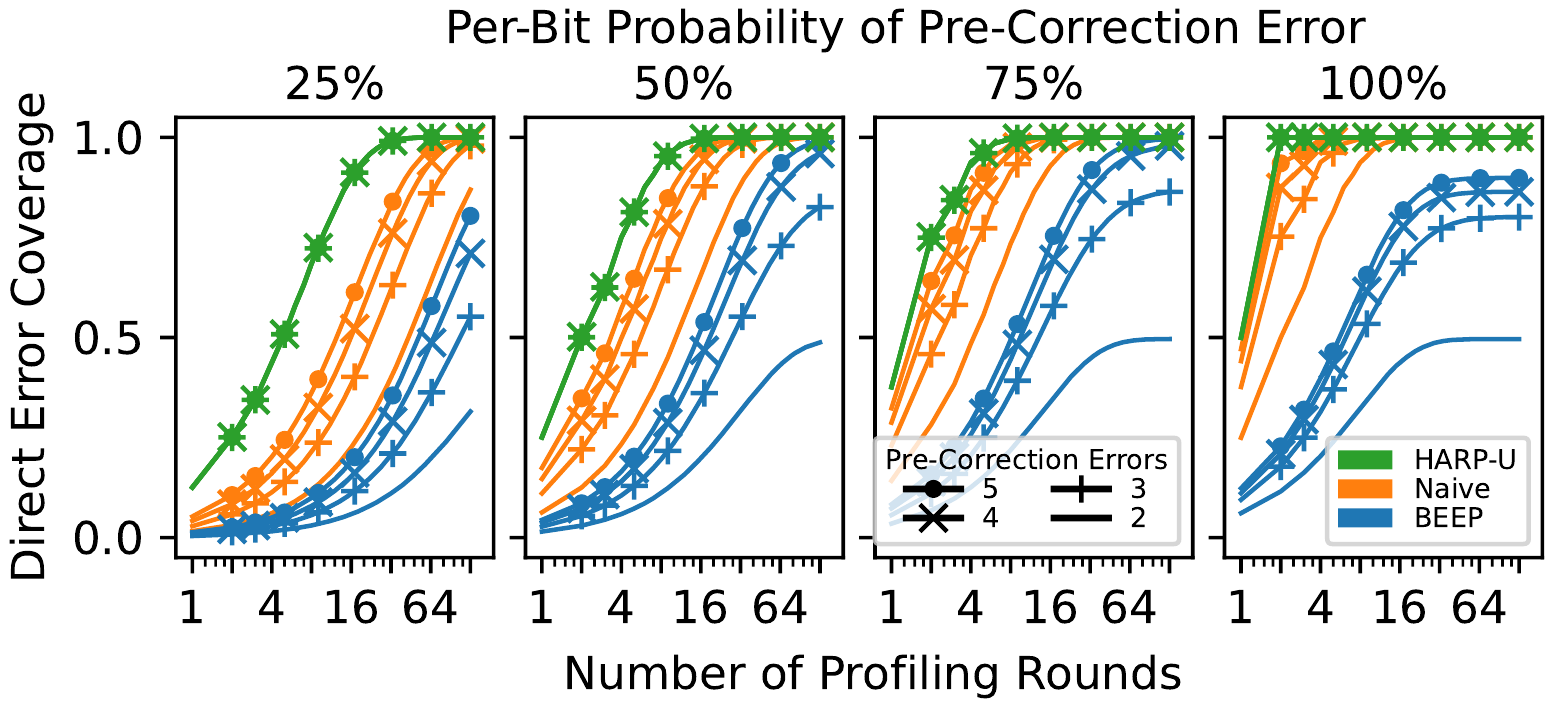 Per-Bit Probability of Pre-Correction Error
25% 50% 75% 100%
Direct Error Coverage
1.0
0.5
0.0
Pre-Correction Errors
5 3
4 2
HARP-U
Naive
BEEP
1 4 16 64 1 4 16 64 1 4 16 64 1 4 16 64
Number of Profiling Rounds